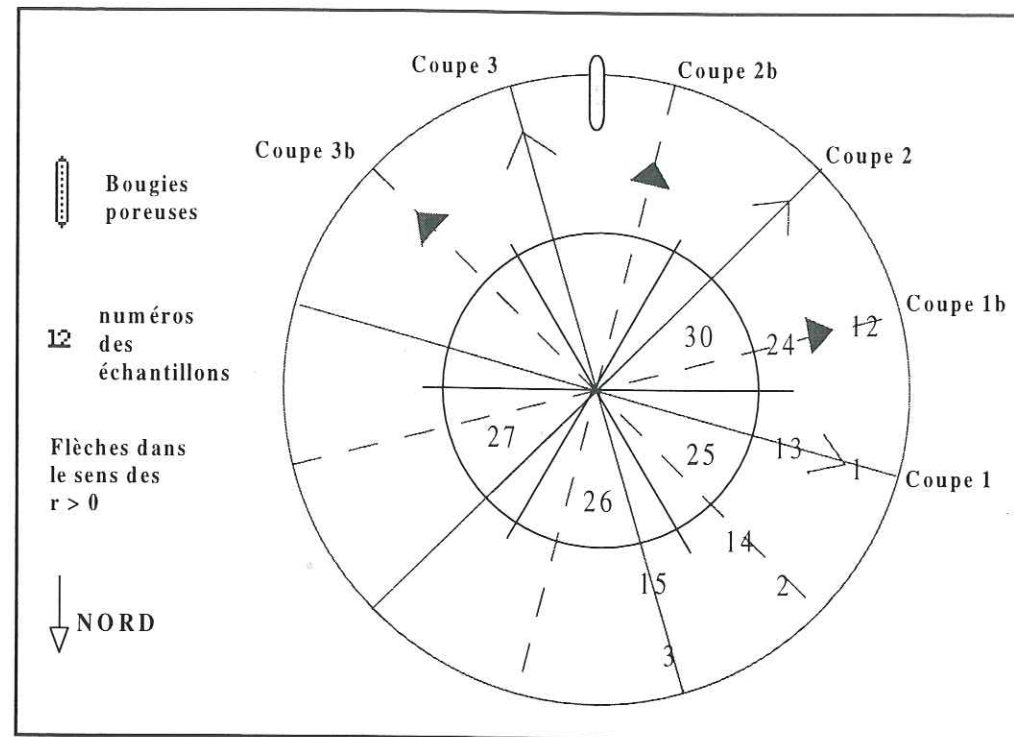 Coupe 3
Coupe 2b
Coupe 3b
Coupe 2
Bougies
poreuses
Coupe 1b
12
numéros
des
échantillons
30
24
12
27
25
13
1
Flèches dans
le sens des
r > 0
Coupe 1
26
14
15
2
NORD
3